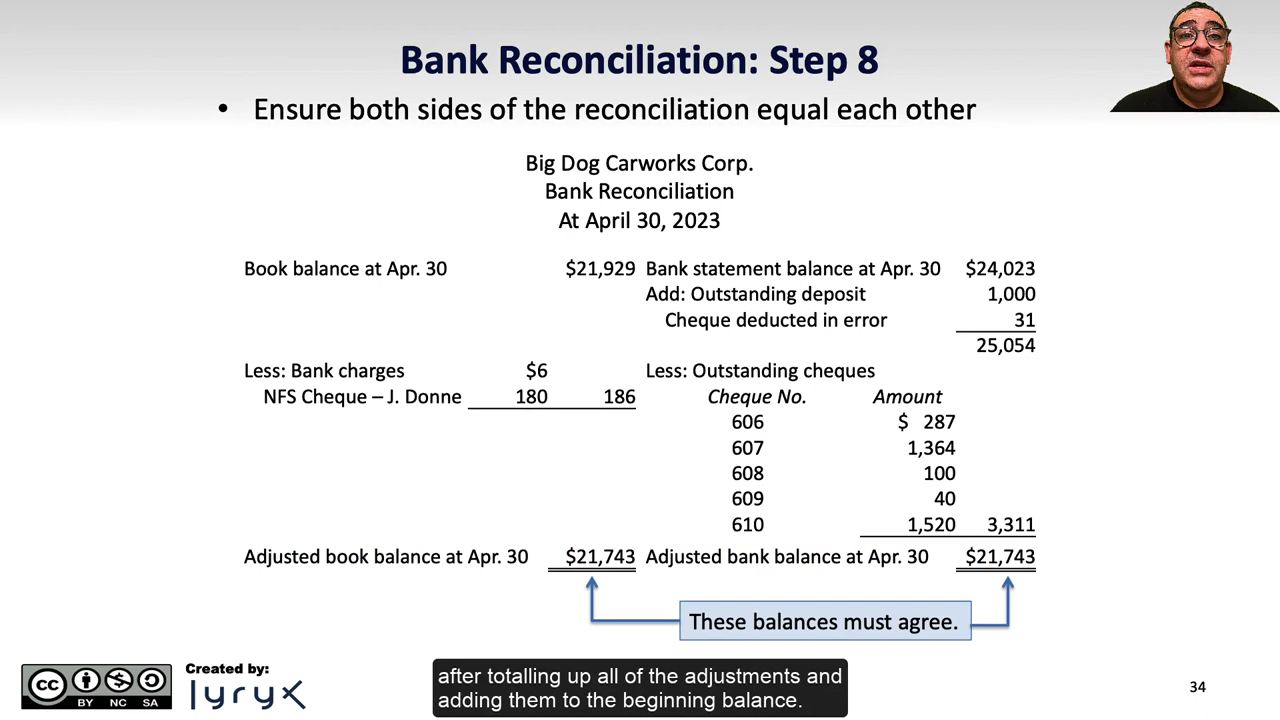 Bank Reconciliation: Step 8
• Ensure both sides of the reconciliation equal each other
Big Dog Carworks Corp.
Bank Reconciliation
At April 30, 2023
Book balance at Apr. 30 $21,929 Bank statement balance at Apr. 30 $24,023
Add: Outstanding deposit 1,000
Cheque deducted in error 31
25,054
Less: Bank charges $6 Less: Outstanding cheques
NFS Cheque – J. Donne 180 186 Cheque No. Amount
606 $ 287
607 1,364
608 100
609 40
610 1,520 3,311
Adjusted book balance at Apr. 30 $21,743 Adjusted bank balance at Apr. 30 $21,743
These balances must agree.
cc BY NC SA
Created by:
lyryx
after totalling up all of the adjustments and
adding them to the beginning balance.
34